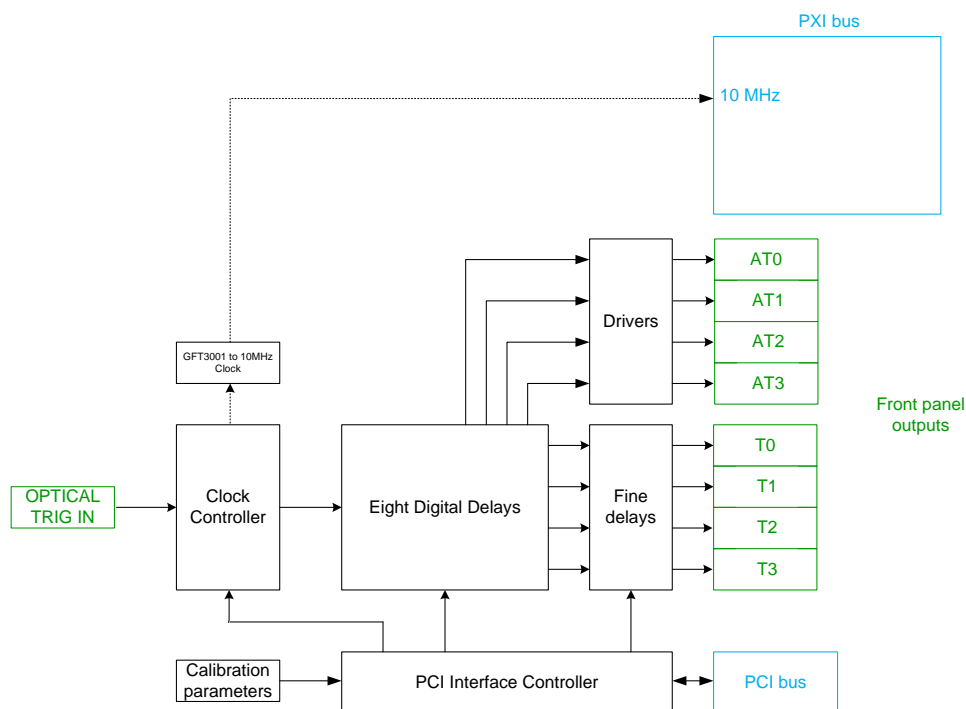 PXI bus
10 MHz
AT0
AT1
Drivers
AT2
GFT3001 to 10MHz
Clock
AT3
Front panel
outputs
T0
OPTICAL
TRIG IN
Clock
Controller
Eight Digital Delays
Fine
delays
T1
T2
T3
Calibration
parameters
PCI Interface Controller
PCI bus